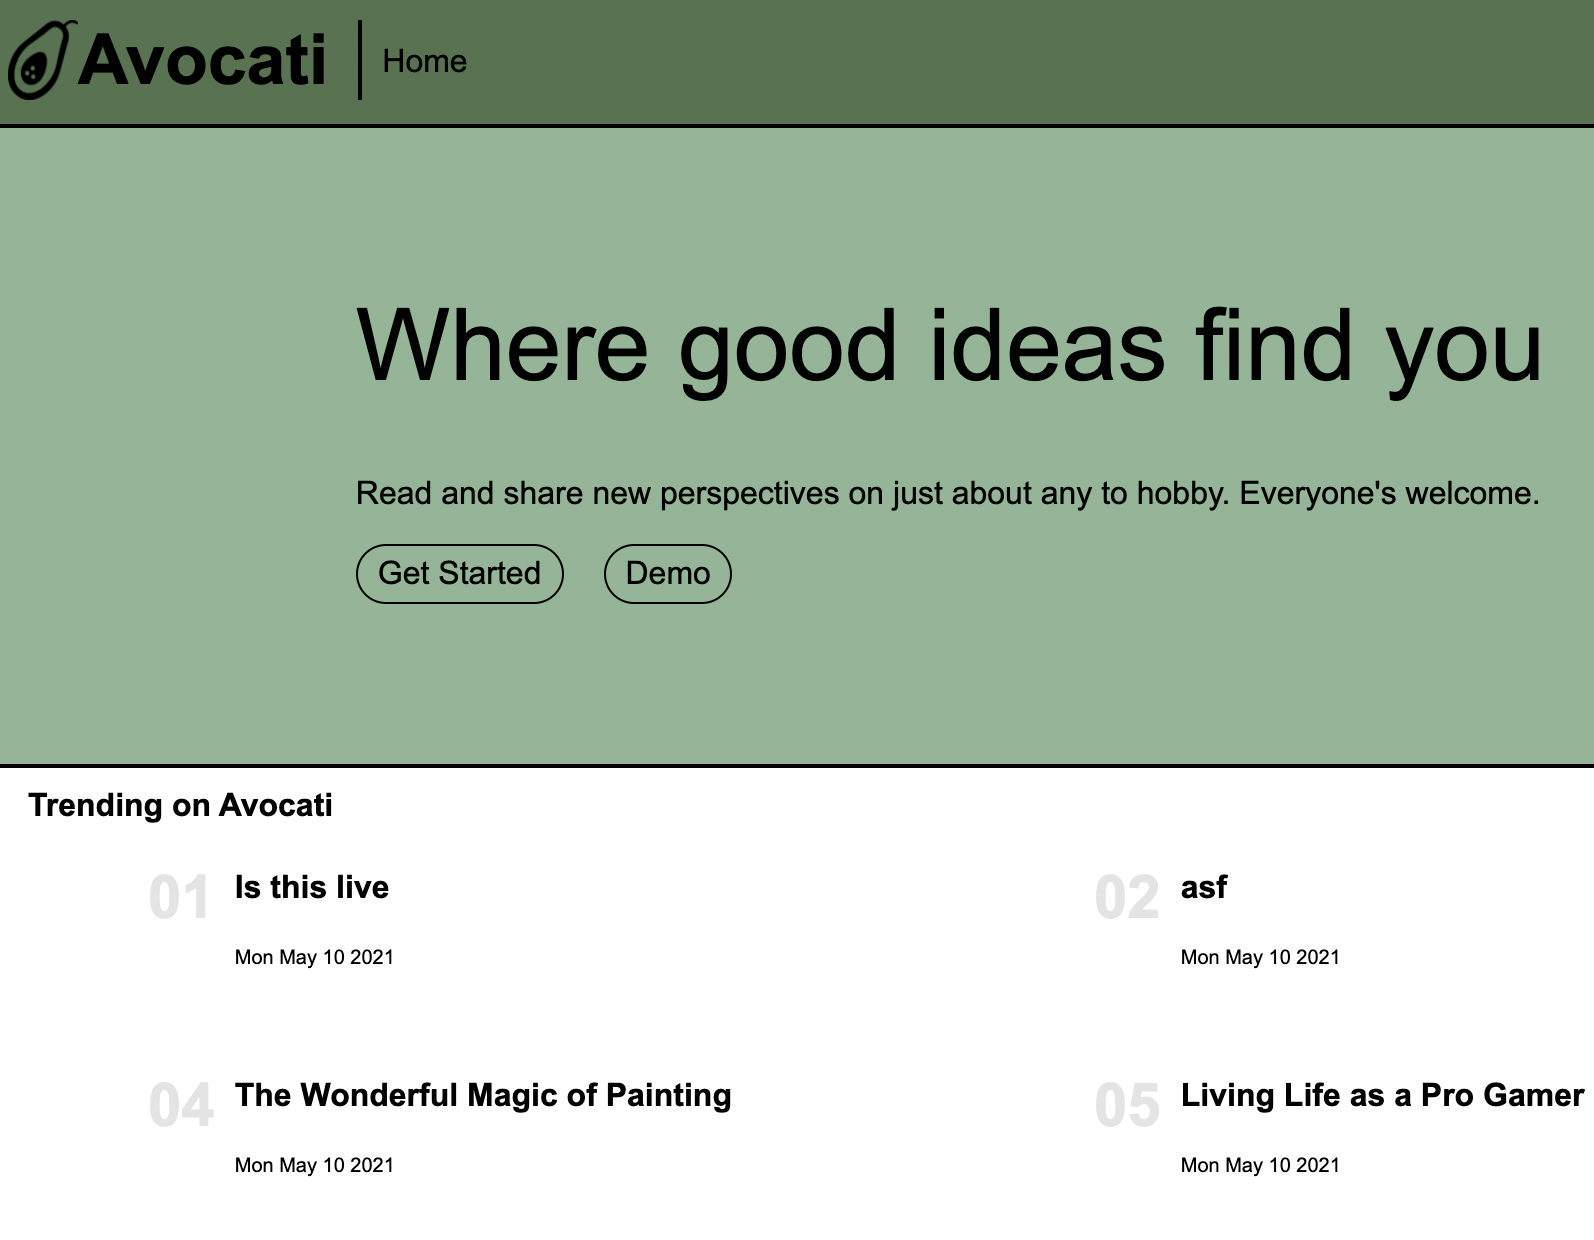 Avocati
Home
Where good ideas find you
Read and share new perspectives on just about any to hobby. Everyone's welcome.
Get Started
Demo
Trending on Avocati
01
Is this live
Mon May 10 2021
02
asf
Mon May 10 2021
04
The Wonderful Magic of Painting
Mon May 10 2021
05
Living Life as a Pro Gamer
Mon May 10 2021